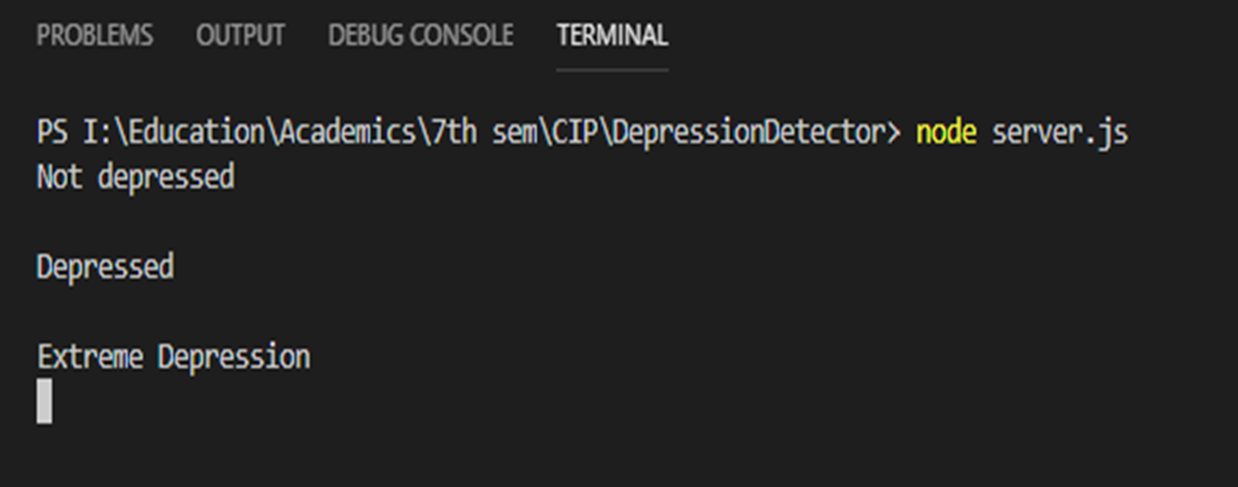 PROBLEMS OUTPUT DEBUG CONSOLE TERMINAL
PS I:\Education\Academics\7th sem\CIP\DepressionDetector> node server.js
Not depressed
Depressed
Extreme Depression